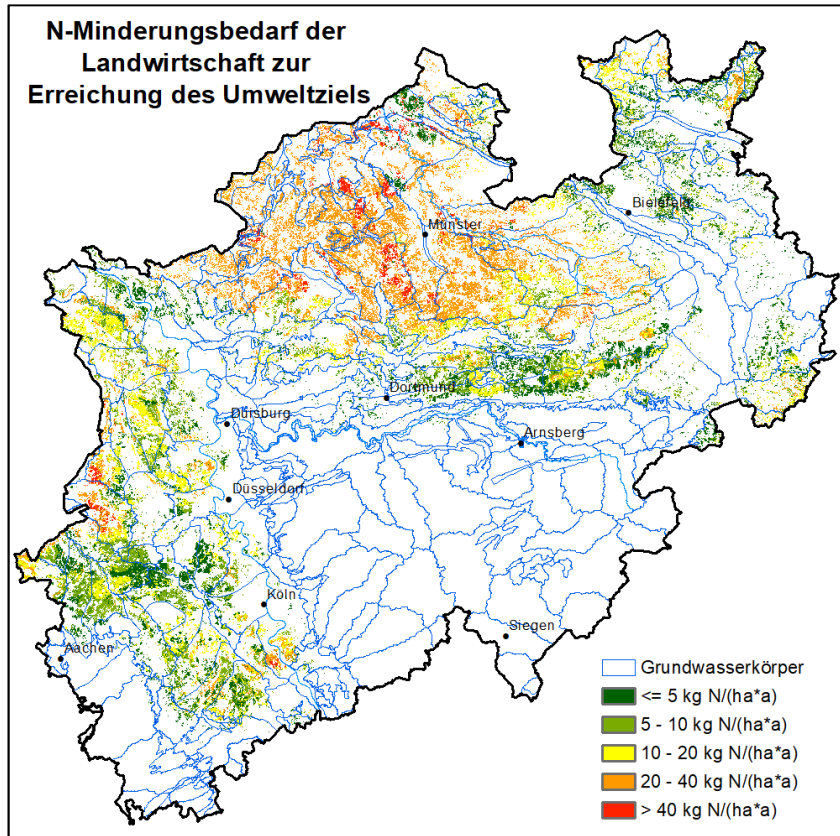 N-Minderungsbedarf der
Landwirtschaft zur
Erreichung des Umweltziels
Bielefeld
Münster
Dortmund
Duisburg
Arnsberg
Düsseldorf
Köln
Siegen
Aachen
Grundwasserkörper
<= 5 kg N/(ha*a)
5 - 10 kg N/(ha*a)
10 - 20 kg N/(ha*a)
20 - 40 kg N/(ha*a)
> 40 kg N/(ha*a)